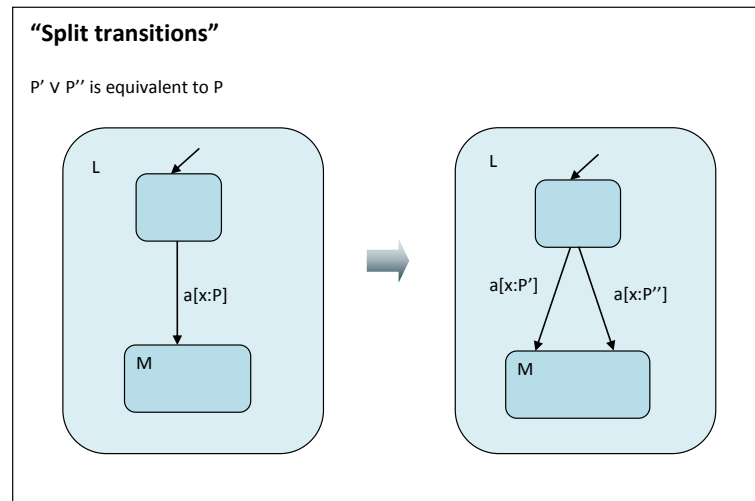 “Split transitions”
P’ ∨ P’’ is equivalent to P
L
a[x:P]
M
L
a[x:P’]
a[x:P’’]
M